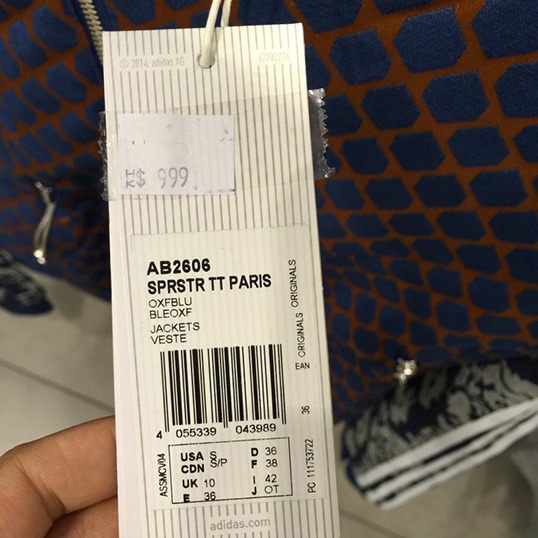 © 2014, adidas AG
HK$ 999
AB2606
SPRSTR TT PARIS
OXFBLU
BLEOXF
JACKETS
VESTE
ORIGINALS ORIGINALS
EAN
36
4 055339 043989
ASSMCV04
USA S D 36
CDN S/P F 38
UK 10 I 42
E 36 J OT
PC 111753722
adidas.com